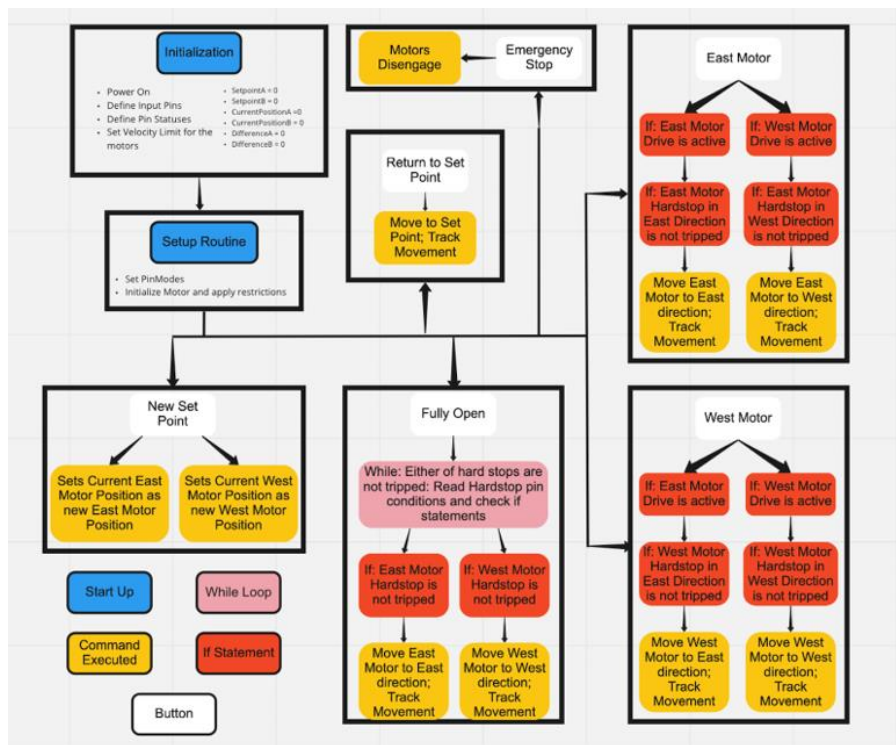 Initialization
• Power On
• Define Input Pins
• Define Pin Statuses
• Set Velocity Limit for the
motors
• SetpointA = 0
• SetpointB = 0
• CurrentPositionA =0
• CurrentPositionB = 0
• DifferenceA = 0
• DifferenceB = 0
Setup Routine
• Set PinModes
• Initialize Motor and apply restrictions
Motors
Disengage
Emergency
Stop
Return to Set
Point
Move to Set
Point; Track
Movement
East Motor
If: East Motor
Drive is active
If: West Motor
Drive is active
If: East Motor
Hardstop in
East Direction
is not tripped
If: East Motor
Hardstop in
West Direction
is not tripped
Move East
Motor to East
direction;
Track
Movement
Move East
Motor to West
direction;
Track
Movement
New Set
Point
Sets Current East
Motor Position as
new East Motor
Position
Sets Current West
Motor Position as
new West Motor
Position
Fully Open
While: Either of hard stops are
not tripped: Read Hardstop pin
conditions and check if
statements
If: East Motor
Hardstop is
not tripped
If: West Motor
Hardstop is
not tripped
Move East
Motor to East
direction;
Track
Movement
Move West
Motor to West
direction;
Track
Movement
West Motor
If: East Motor
Drive is active
If: West Motor
Drive is active
If: West Motor
Hardstop in
East Direction
is not tripped
If: West Motor
Hardstop in
West Direction
is not tripped
Move West
Motor to East
direction;
Track
Movement
Move West
Motor to West
direction;
Track
Movement
Start Up
While Loop
Command
Executed
If Statement
Button